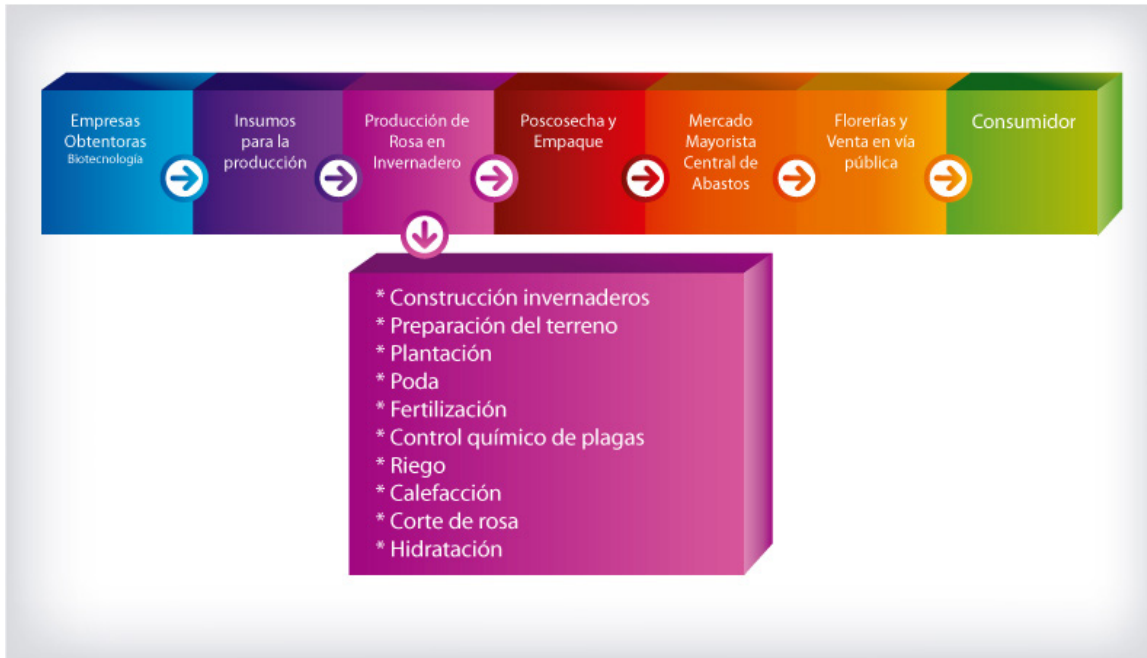 Empresas
Obtentoras
Biotecnología
Insumos
para la
producción
Producción de
Rosa en
Invernadero
Poscosecha y
Empaque
Mercado
Mayorista
Central de
Abastos
Florerías y
Venta en vía
pública
Consumidor
* Construcción invernaderos
* Preparación del terreno
* Plantación
* Poda
* Fertilización
* Control químico de plagas
* Riego
* Calefacción
* Corte de rosa
* Hidratación